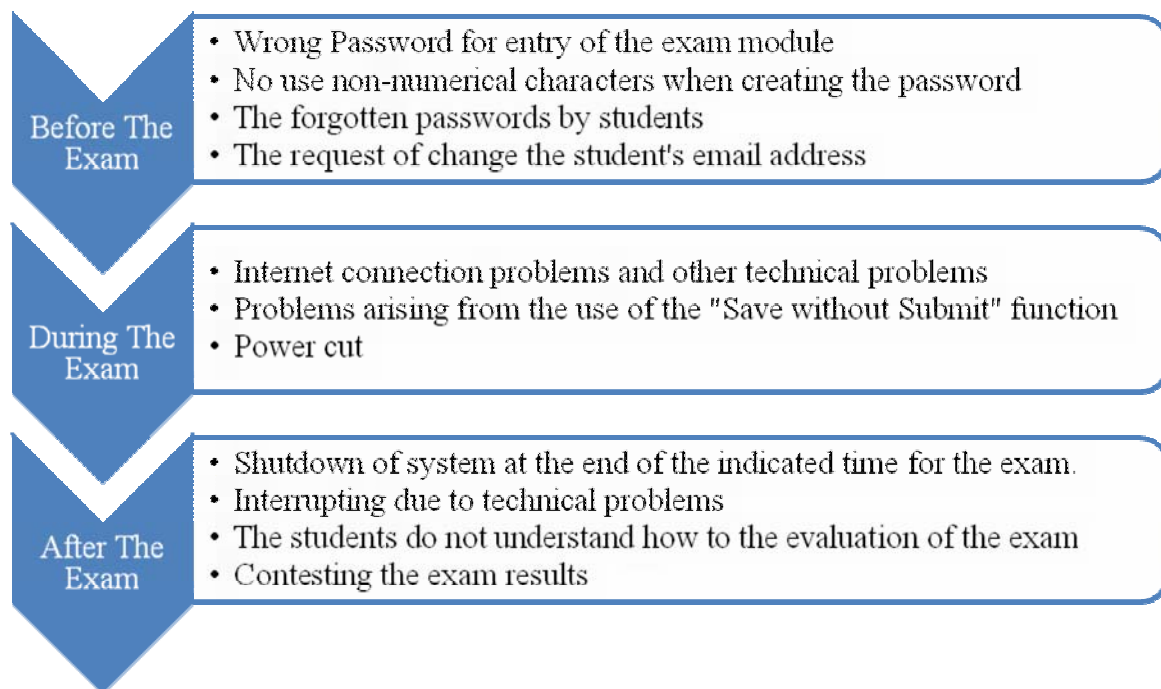 Before The
Exam
• Wrong Password for entry of the exam module
• No use non-numerical characters when creating the password
• The forgotten passwords by students
• The request of change the student's email address
During The
Exam
• Internet connection problems and other technical problems
• Problems arising from the use of the "Save without Submit" function
• Power cut
After The
Exam
• Shutdown of system at the end of the indicated time for the exam.
• Interrupting due to technical problems
• The students do not understand how to the evaluation of the exam
• Contesting the exam results